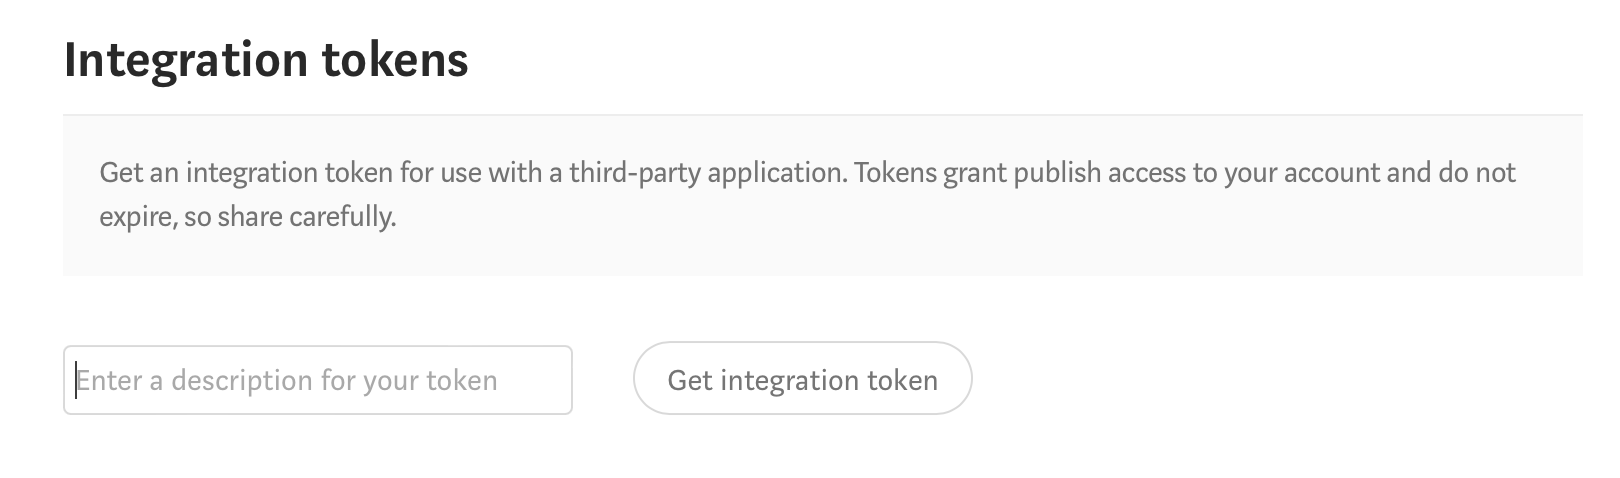 Integration tokens
Get an integration token for use with a third-party application. Tokens grant publish access to your account and do not
expire, so share carefully.
Enter a description for your token
Get integration token